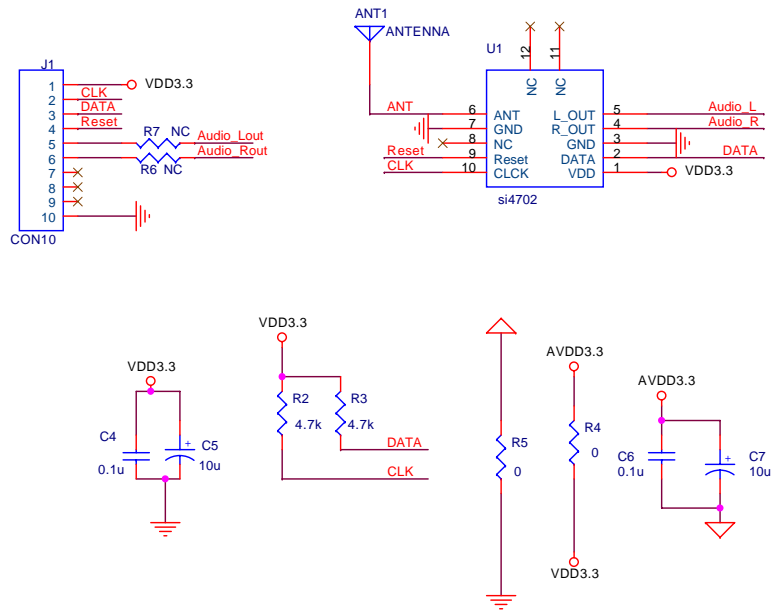 ANT1
ANTENNA
U1
12
11
NC
NC
J1
1
VDD3.3
2
CLK
3
DATA
4
Reset
5
R7
NC
Audio_Lout
6
R6
NC
Audio_Rout
7
8
9
10
CON10
ANT
6
ANT
L_OUT
5
Audio_L
7
GND
R_OUT
4
Audio_R
8
NC
GND
3
Reset
9
Reset
DATA
2
DATA
CLK
10
CLCK
VDD
1
VDD3.3
si4702
VDD3.3
C4
0.1u
+
C5
10u
VDD3.3
R2
4.7k
R3
4.7k
DATA
CLK
R5
0
AVDD3.3
R4
0
VDD3.3
AVDD3.3
C6
0.1u
+
C7
10u